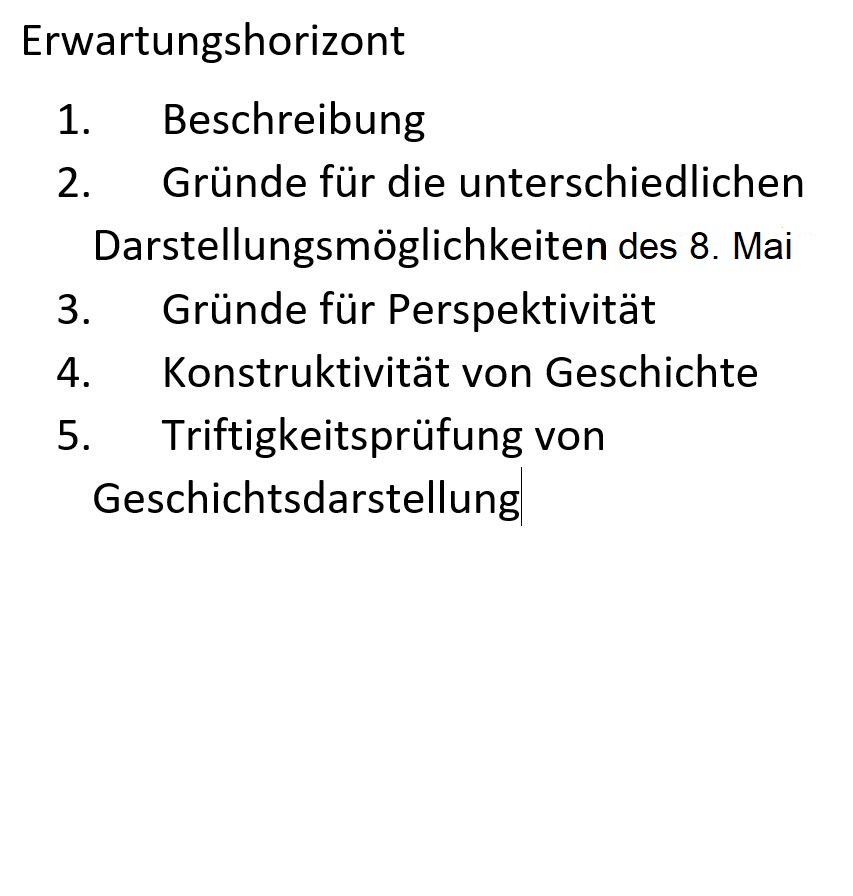 Erwartungshorizont
1. Beschreibung
2. Gründe für die unterschiedlichen
Darstellungsmöglichkeiten des 8. Mai
3. Gründe für Perspektivität
4. Konstruktivität von Geschichte
5. Triftigkeitsprüfung von
Geschichtsdarstellung